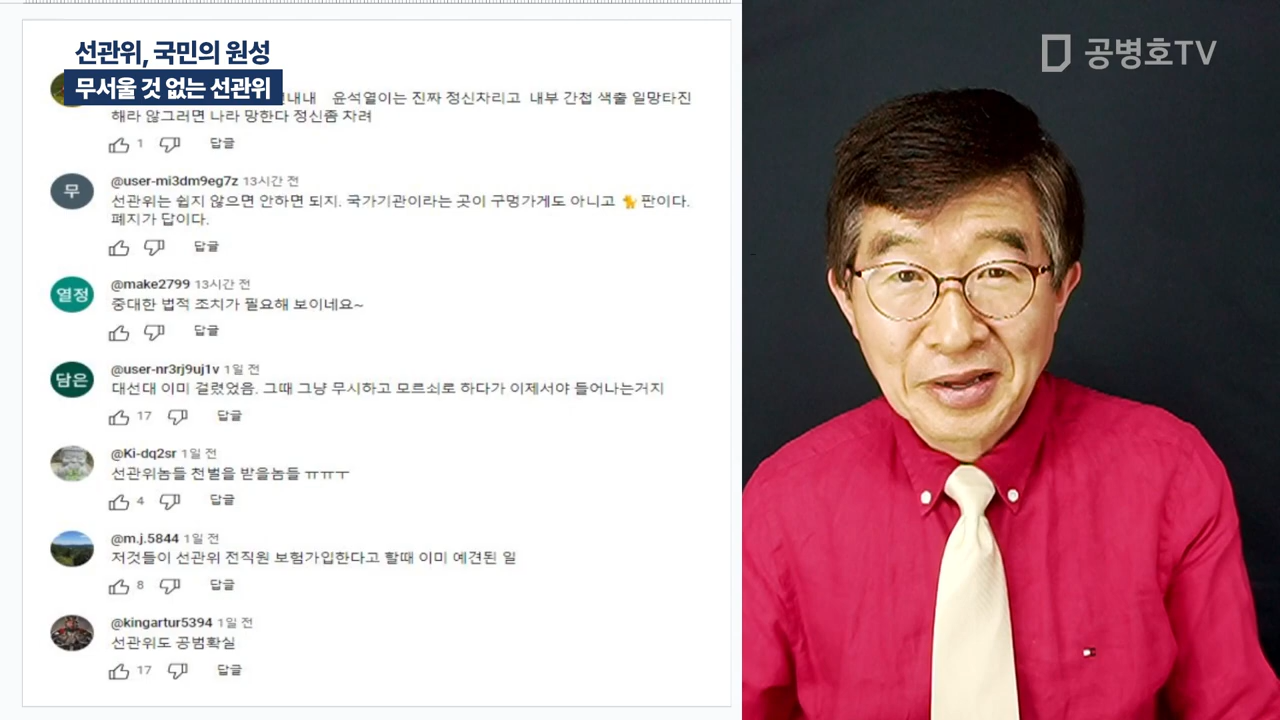 선관위, 국민의 원성
무서울 것 없는 선관위
공병호TV
윤석열이는 진짜 정신차리고 내부 간첩 색출 일망타진
해라 않그러면 나라 망한다 정신좀 차려
1 답글
무
@user-mi3dm9eg7z 13시간 전
선관위는 쉽지 않으면 안하면 되지. 국가기관이라는 곳이 구멍가게도 아니고 🐈 판이다.
폐지가 답이다.
답글
열정
@make2799 13시간 전
중대한 법적 조치가 필요해 보이네요~
답글
담은
@user-nr3rj9uj1v 1일 전
대선대 이미 걸렸었음. 그때 그냥 무시하고 모르쇠로 하다가 이제서야 들어나는거지
17 답글
@Ki-dq2sr 1일 전
선관위놈들 천벌을 받을놈들 ㅠㅠㅜ
4 답글
@m.j.5844 1일 전
저것들이 선관위 전직원 보험가입한다고 할때 이미 예견된 일
8 답글
@kingartur5394 1일 전
선관위도 공범확실
17 답글